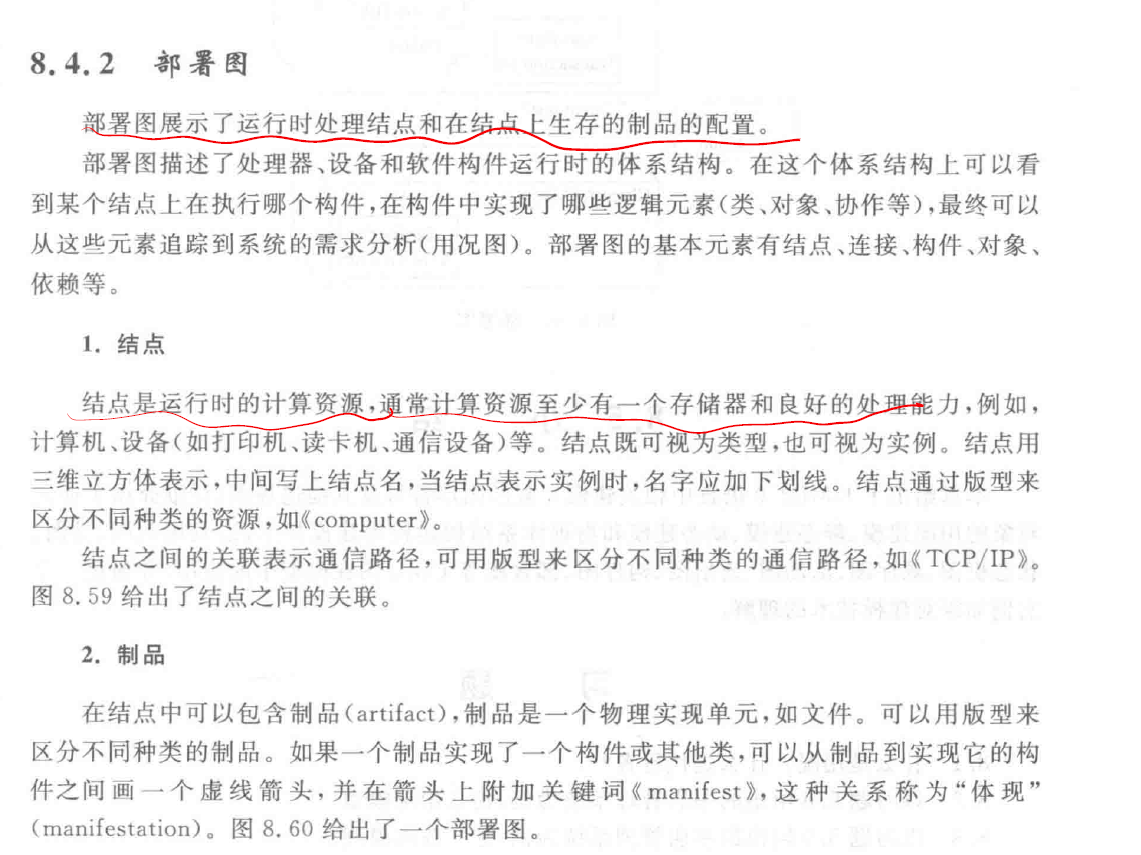 8.4.2 部署图
部署图展示了运行时处理结点和在结点上生存的制品的配置。
部署图描述了处理器、设备和软件构件运行时的体系结构。在这个体系结构上可以看
到某个结点上在执行哪个构件,在构件中实现了哪些逻辑元素(类、对象、协作等),最终可以
从这些元素追踪到系统的需求分析(用况图)。部署图的基本元素有结点、连接、构件、对象、
依赖等。
1. 结点
结点是运行时的计算资源,通常计算资源至少有一个存储器和良好的处理能力,例如,
计算机、设备(如打印机、读卡机、通信设备)等。结点既可视为类型,也可视为实例。结点用
三维立方体表示,中间写上结点名,当结点表示实例时,名字应加下划线。结点通过版型来
区分不同种类的资源,如《computer》。
结点之间的关联表示通信路径,可用版型来区分不同种类的通信路径,如《TCP/IP》。
图 8.59 给出了结点之间的关联。
2. 制品
在结点中可以包含制品(artifact),制品是一个物理实现单元,如文件。可以用版型来
区分不同种类的制品。如果一个制品实现了一个构件或其他类,可以从制品到实现它的构
件之间画一个虚线箭头,并在箭头上附加关键词《manifest》,这种关系称为“体现”
(manifestation)。图 8.60 给出了一个部署图。